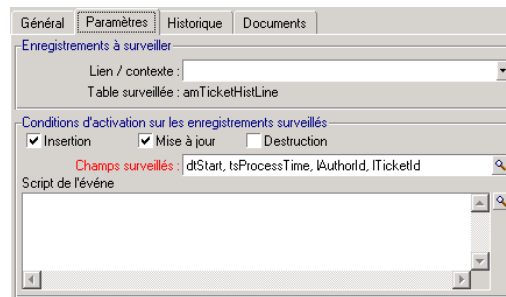 Général Paramètres Historique Documents
Enregistrements à surveiller
Lien / contexte :
Table surveillée : amTicketHistLine
Conditions d'activation sur les enregistrements surveillés
Insertion Mise à jour Destruction
Champs surveillés : dtStart, tsProcessTime, lAuthorId, lTicketId
Script de l'événe